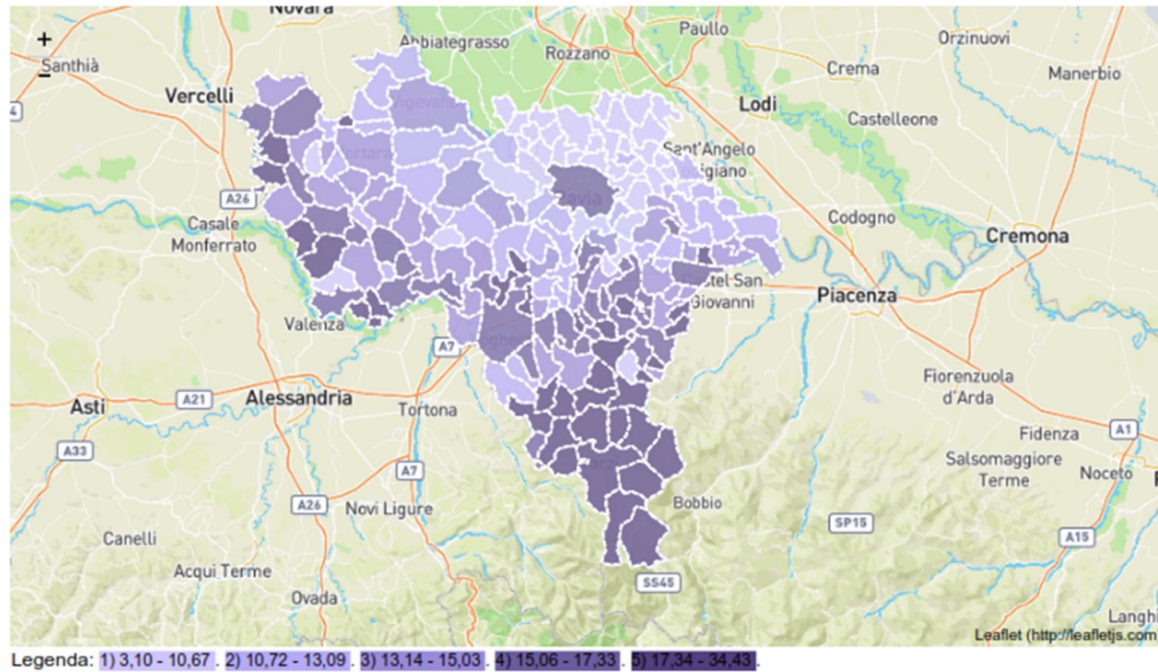 Novara
+
Santhià
Abbiategrasso
Rozzano
Paullo
Orzinuovi
Crema
Manerbio
Vercelli
Vigevano
Lodi
Castelleone
4
Mortara
Sant'Angelo
A26
Pavia
Casale
Monferrato
Codogno
Cremona
Castel San
Giovanni
Piacenza
Valenza
A7
Fiorenzuola
d'Arda
Asti
A21
Alessandria
Tortona
A1
Fidenza
A33
Salsomaggiore
Terme
Noceto
A7
A26
Novi Ligure
Bobbio
SP15
A15
Canelli
Acqui Terme
SS45
Ovada
Langhi
Leaflet (http://leafletjs.com
Legenda: 1) 3,10 - 10,67 . 2) 10,72 - 13,09 . 3) 13,14 - 15,03 . 4) 15,06 - 17,33 . 5) 17,34 - 34,43 .